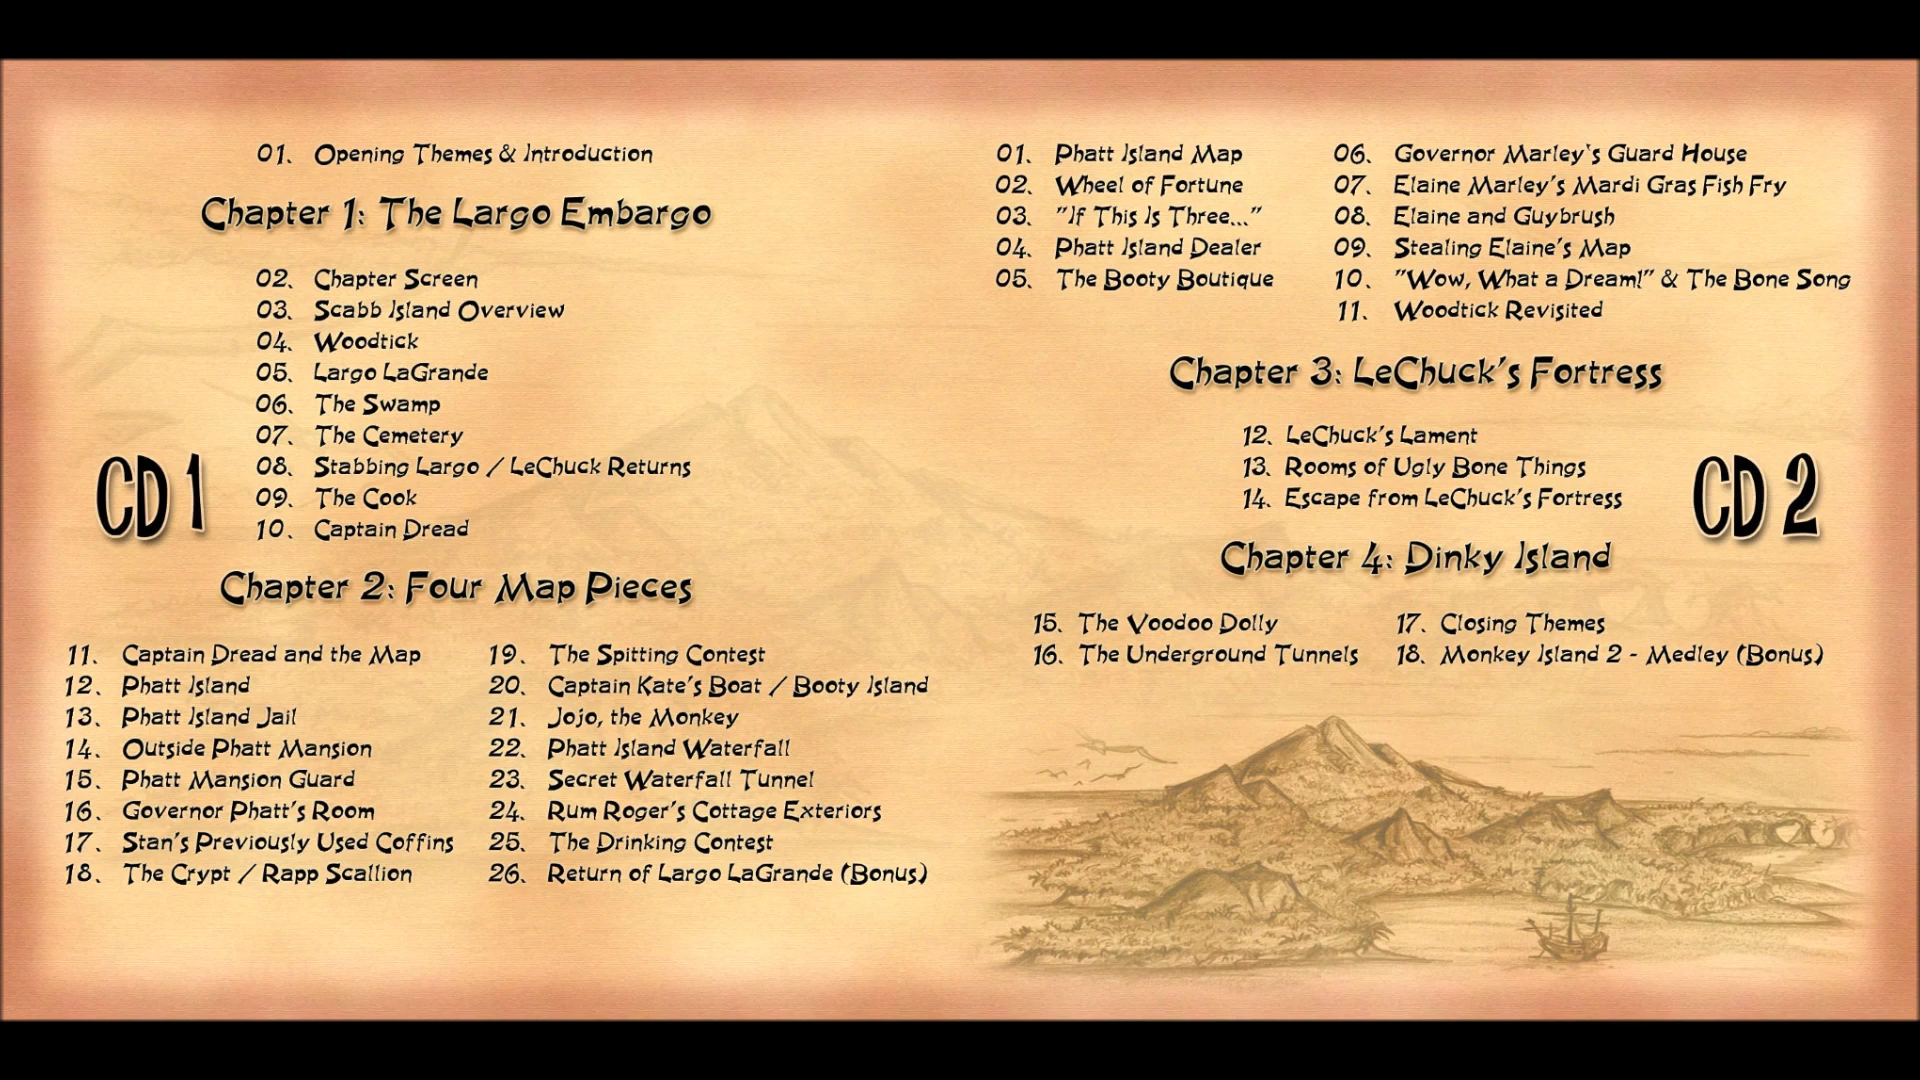 01. Opening Themes & Introduction
Chapter 1: The Largo Embargo
02. Chapter Screen
03. Scabb Island Overview
04. Woodtick
05. Largo LaGrande
06. The Swamp
07. The Cemetery
08. Stabbing Largo / LeChuck Returns
09. The Cook
10. Captain Dread
CD 1
Chapter 2: Four Map Pieces
11. Captain Dread and the Map
12. Phatt Island
13. Phatt Island Jail
14. Outside Phatt Mansion
15. Phatt Mansion Guard
16. Governor Phatt's Room
17. Stan's Previously Used Coffins
18. The Crypt / Rapp Scallion
19. The Spitting Contest
20. Captain Kate's Boat / Booty Island
21. Jojo, the Monkey
22. Phatt Island Waterfall
23. Secret Waterfall Tunnel
24. Rum Roger's Cottage Exteriors
25. The Drinking Contest
26. Return of Largo LaGrande (Bonus)
01. Phatt Island Map
02. Wheel of Fortune
03. "If This Is Three..."
04. Phatt Island Dealer
05. The Booty Boutique
06. Governor Marley`s Guard House
07. Elaine Marley's Mardi Gras Fish Fry
08. Elaine and Guybrush
09. Stealing Elaine's Map
10. "Wow, What a Dream!" & The Bone Song
11. Woodtick Revisited
Chapter 3: LeChuck's Fortress
12. LeChuck's Lament
13. Rooms of Ugly Bone Things
14. Escape from LeChuck's Fortress
CD 2
Chapter 4: Dinky Island
15. The Voodoo Dolly
16. The Underground Tunnels
17. Closing Themes
18. Monkey Island 2 - Medley (Bonus)